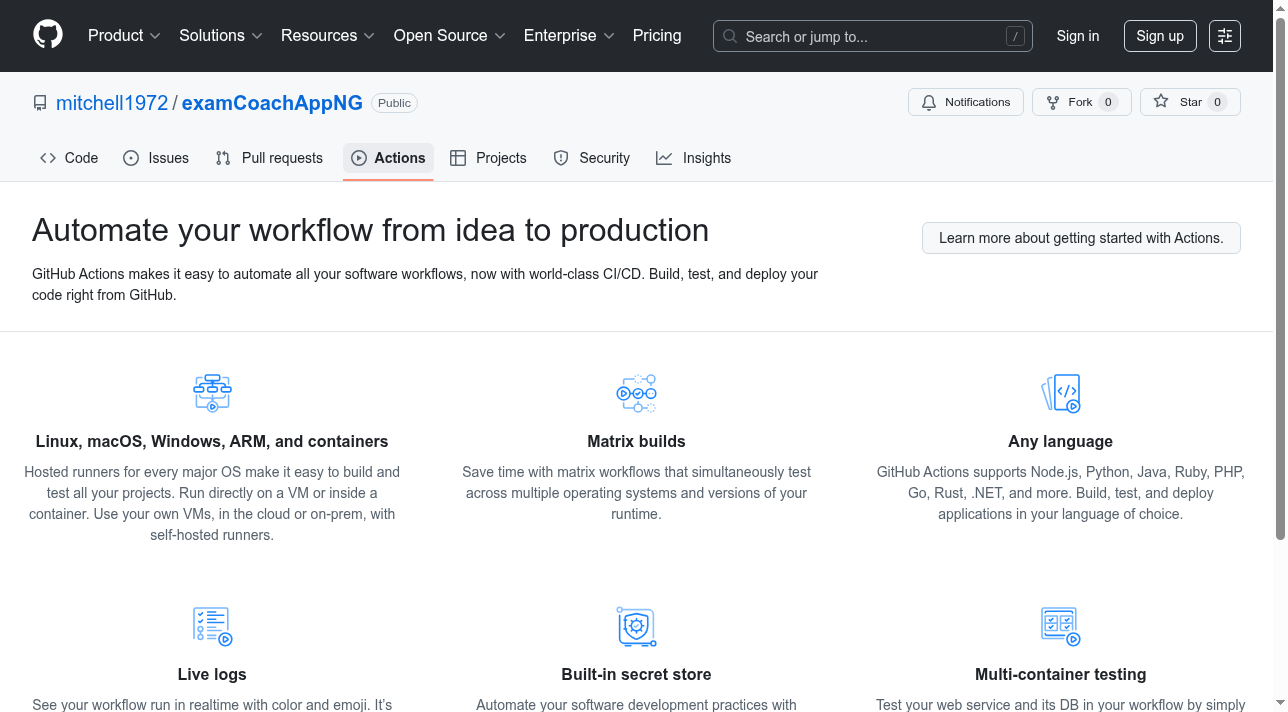 Product Solutions Resources Open Source Enterprise Pricing Search or jump to... / Sign in Sign up
mitchell1972 / examCoachAppNG Public Notifications Fork 0 Star 0
Code Issues Pull requests Actions Projects Security Insights
Automate your workflow from idea to production
Learn more about getting started with Actions.
GitHub Actions makes it easy to automate all your software workflows, now with world-class CI/CD. Build, test, and deploy your
code right from GitHub.
Linux, macOS, Windows, ARM, and containers
Hosted runners for every major OS make it easy to build and
test all your projects. Run directly on a VM or inside a
container. Use your own VMs, in the cloud or on-prem, with
self-hosted runners.
Matrix builds
Save time with matrix workflows that simultaneously test
across multiple operating systems and versions of your
runtime.
Any language
GitHub Actions supports Node.js, Python, Java, Ruby, PHP,
Go, Rust, .NET, and more. Build, test, and deploy
applications in your language of choice.
Live logs
See your workflow run in realtime with color and emoji. It's
Built-in secret store
Automate your software development practices with
Multi-container testing
Test your web service and its DB in your workflow by simply